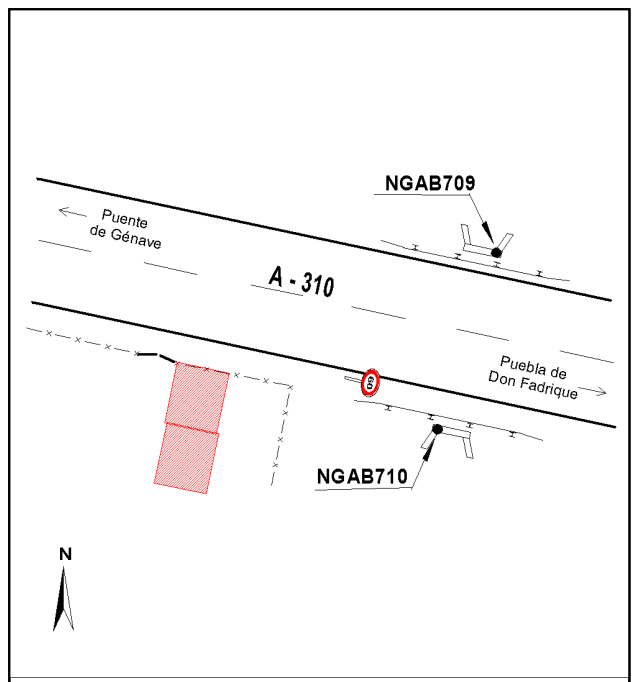 NGAB709
Puente
de Génave
A - 310
Puebla de
Don Fadrique
60
NGAB710
N